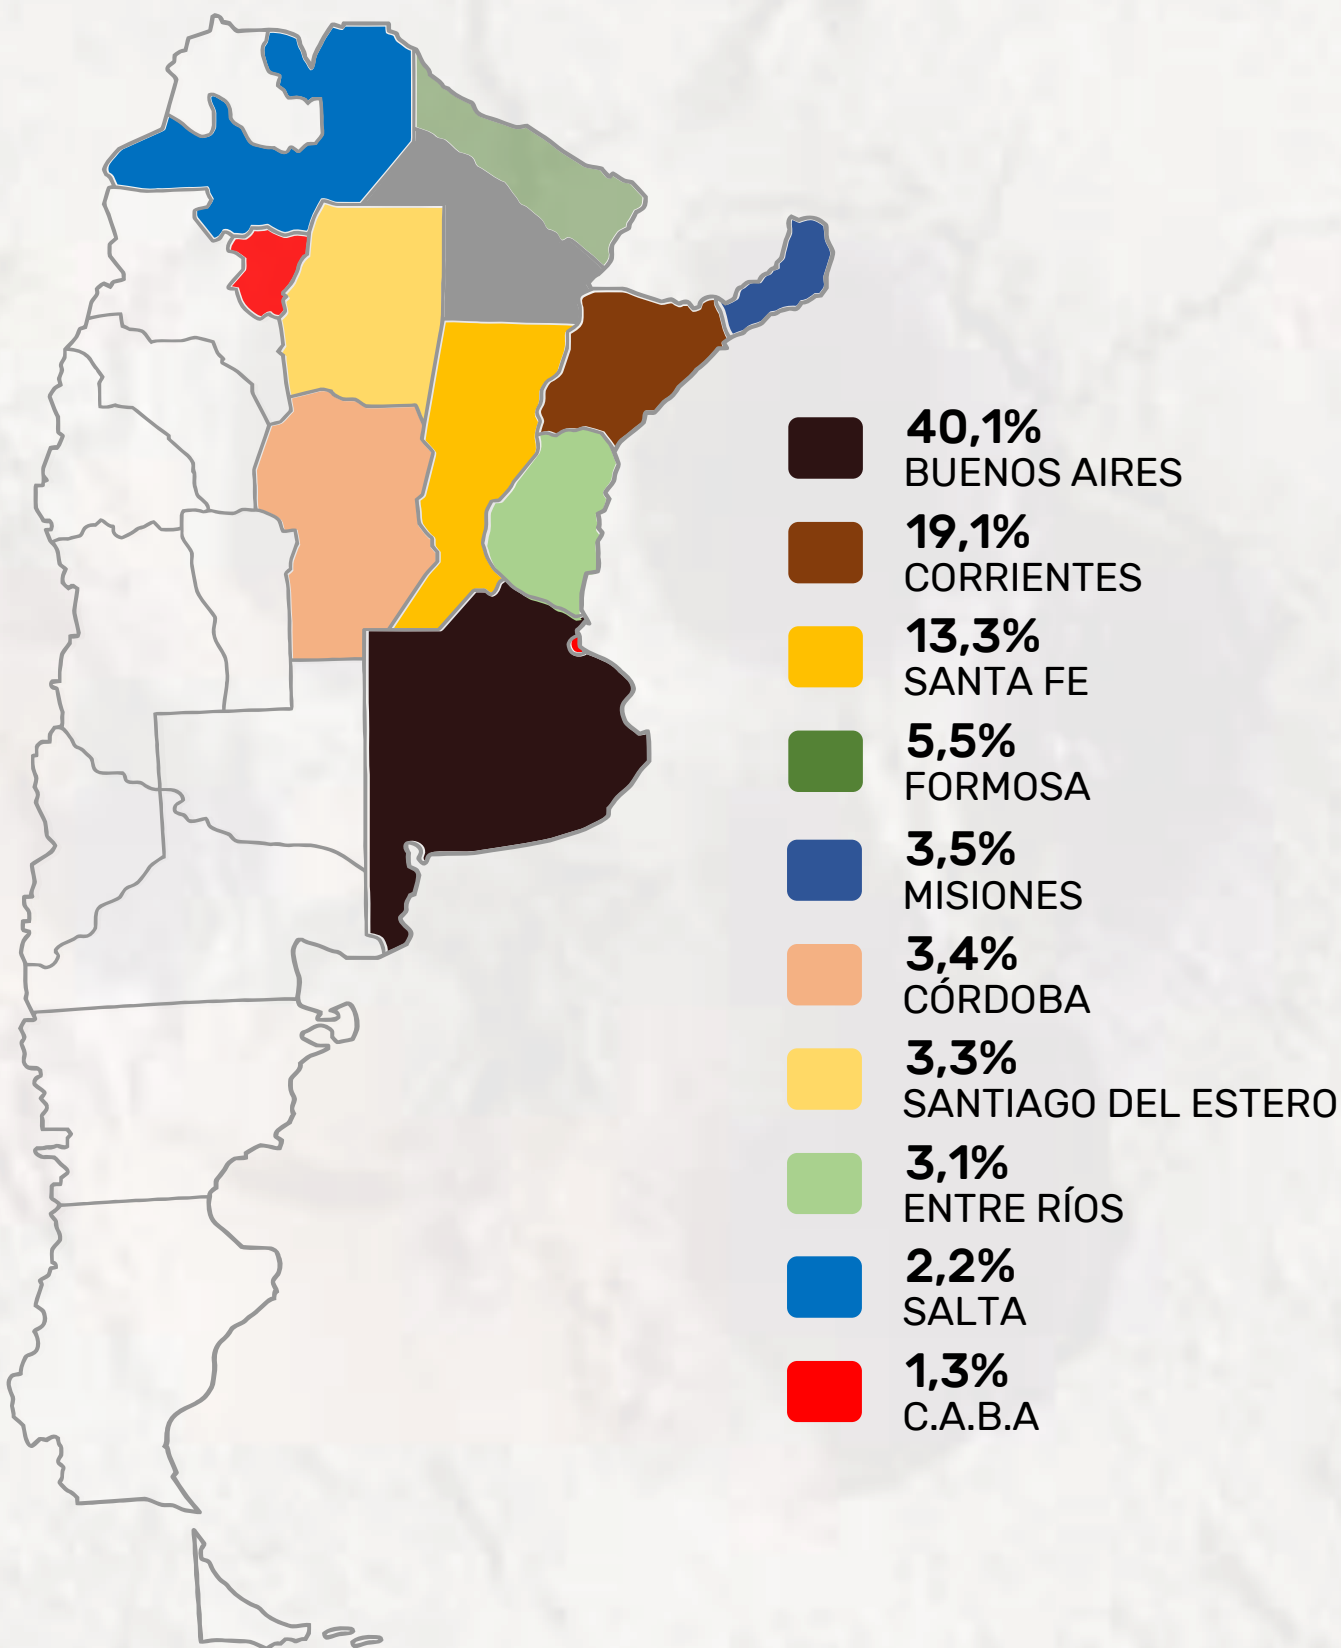 40,1%
BUENOS AIRES
19,1%
CORRIENTES
13,3%
SANTA FE
5,5%
FORMOSA
3,5%
MISIONES
3,4%
CÓRDOBA
3,3%
SANTIAGO DEL ESTERO
3,1%
ENTRE RÍOS
2,2%
SALTA
1,3%
C.A.B.A